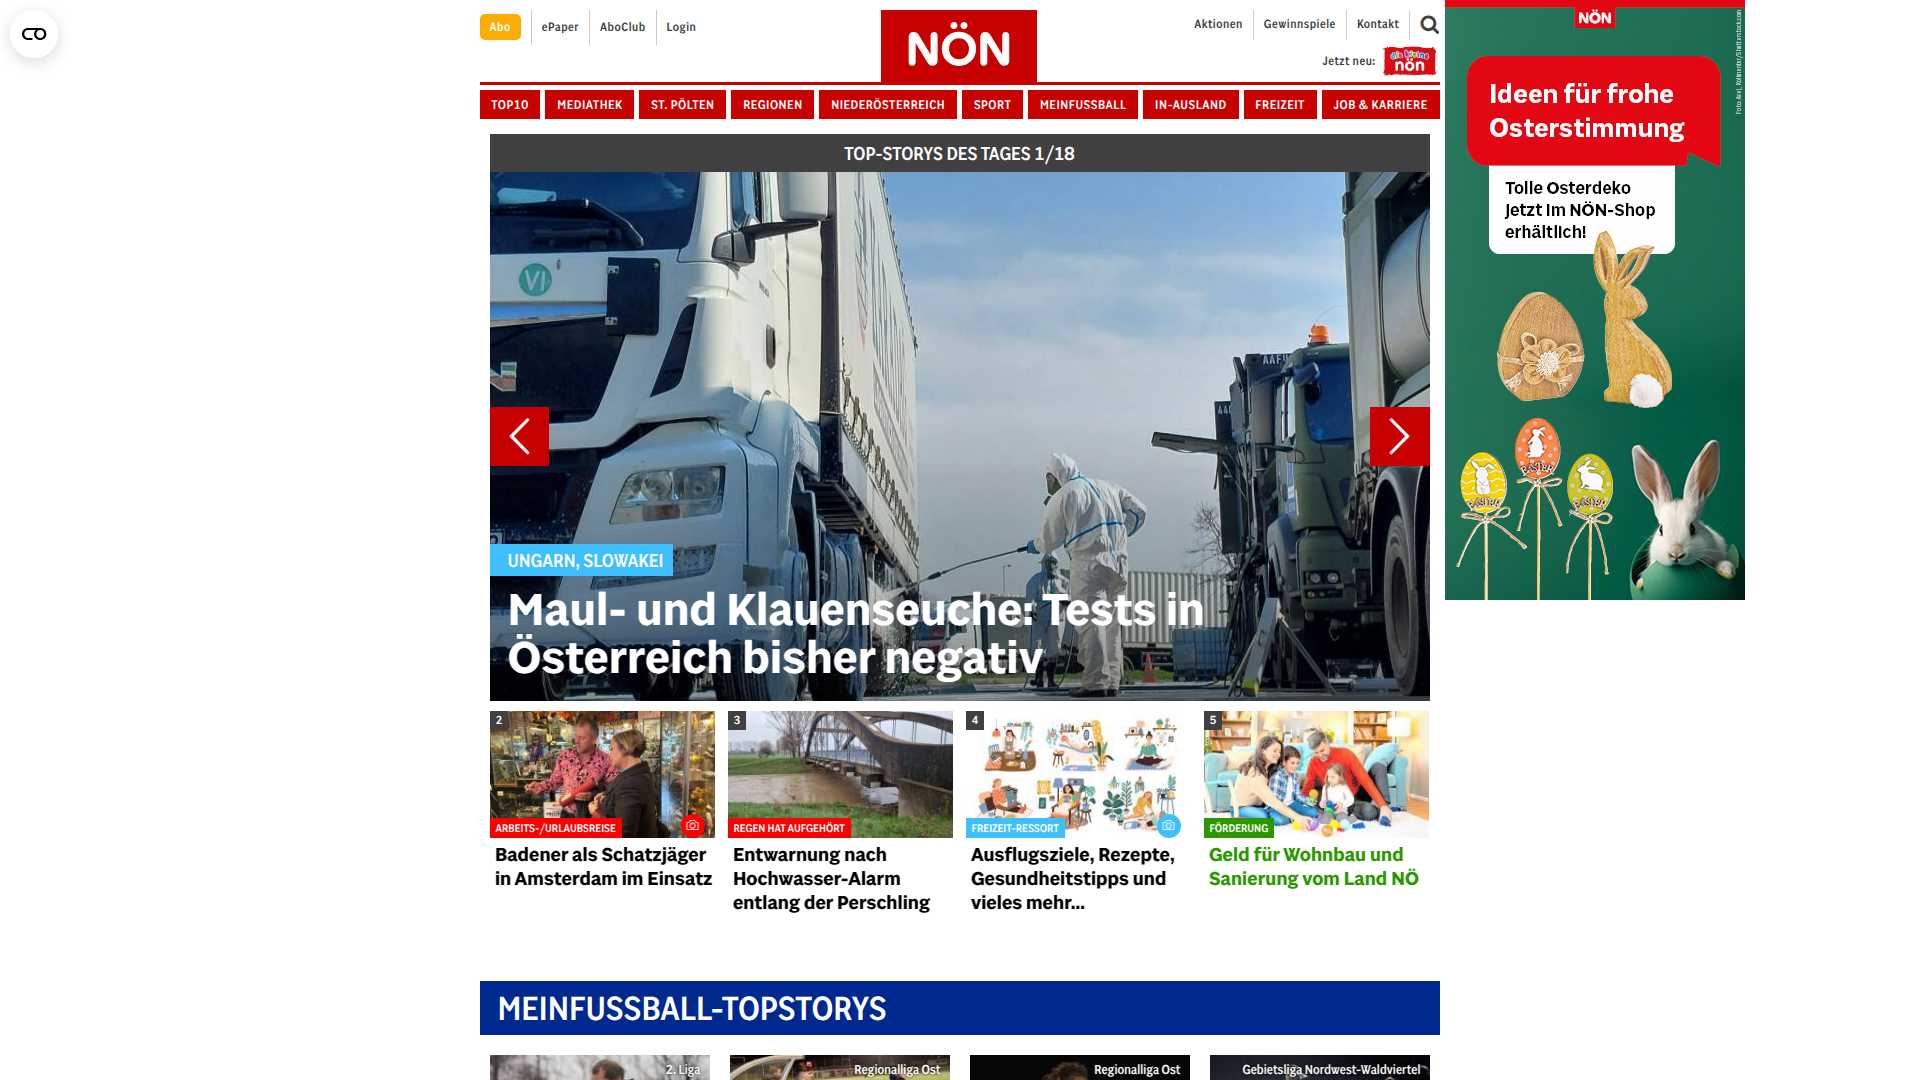 Abo
ePaper
AboClub
Login
NÖN
Aktionen
Gewinnspiele
Kontakt
Jetzt neu:
die kleine
nön
TOP10
MEDIATHEK
ST. PÖLTEN
REGIONEN
NIEDERÖSTERREICH
SPORT
MEINFUSSBALL
IN-AUSLAND
FREIZEIT
JOB & KARRIERE
TOP-STORYS DES TAGES 1/18
VI
UNGARN, SLOWAKEI
Maul- und Klauenseuche: Tests in
Österreich bisher negativ
NÖN
Ideen für frohe
Osterstimmung
Tolle Osterdeko
jetzt im NÖN-Shop
erhältlich!
EASTER
EASTER
EASTER
2
ARBEITS-/URLAUBSREISE
Badener als Schatzjäger
in Amsterdam im Einsatz
3
REGEN HAT AUFGEHÖRT
Entwarnung nach
Hochwasser-Alarm
entlang der Perschling
4
FREIZEIT-RESSORT
Ausflugsziele, Rezepte,
Gesundheitstipps und
vieles mehr...
5
FÖRDERUNG
Geld für Wohnbau und
Sanierung vom Land NÖ
MEINFUSSBALL-TOPSTORYS
2. Liga
Regionalliga Ost
Regionalliga Ost
Gebietsliga Nordwest-Waldviertel